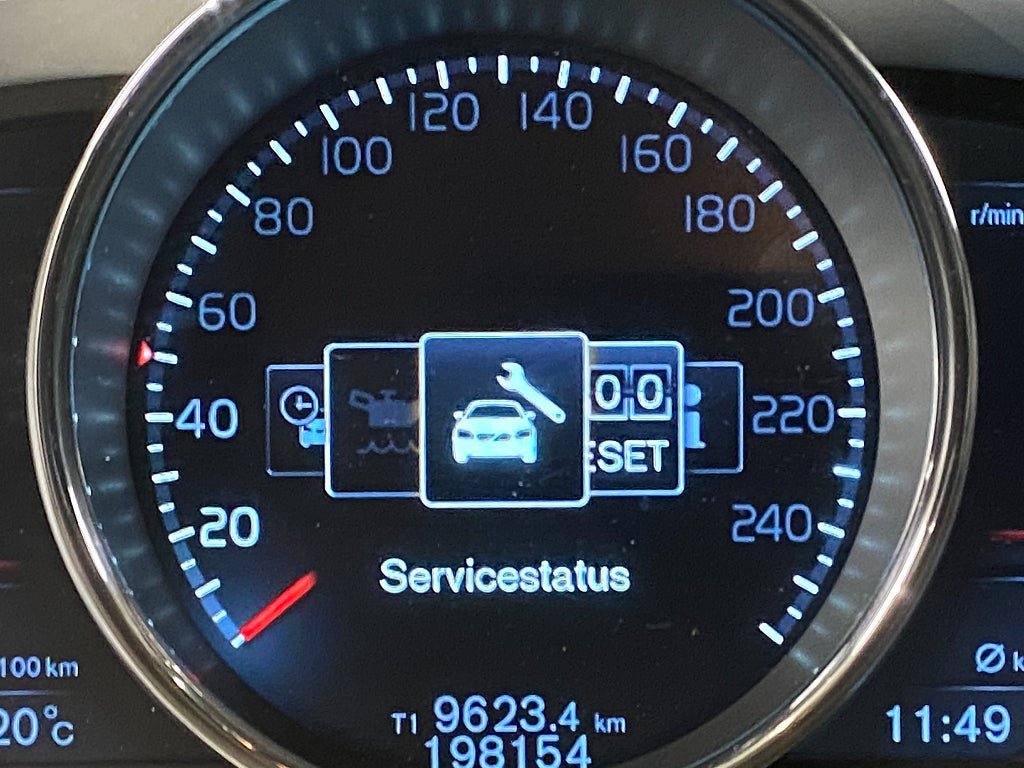 120 140
100 160
80 180
r/min
60 200
40 00 220
ESET
20 240
Servicestatus
100 km
T1 9623.4 km
20°C 11:49
198154